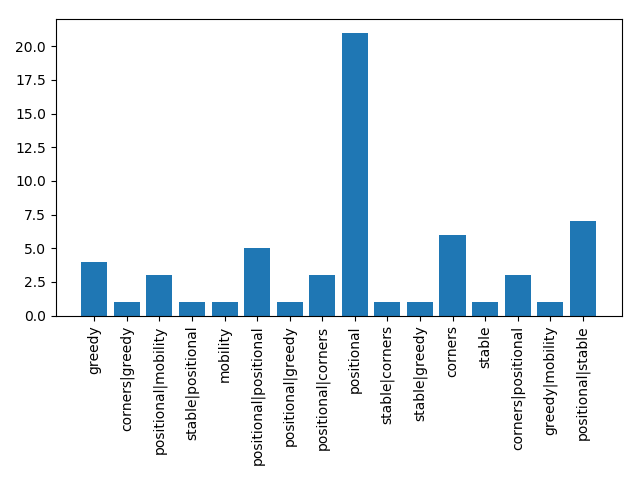 20.0
17.5
15.0
12.5
10.0
7.5
5.0
2.5
0.0
greedy
corners|greedy
positional|mobility
stable|positional
mobility
positional|positional
positional|greedy
positional|corners
positional
stable|corners
stable|greedy
corners
stable
corners|positional
greedy|mobility
positional|stable